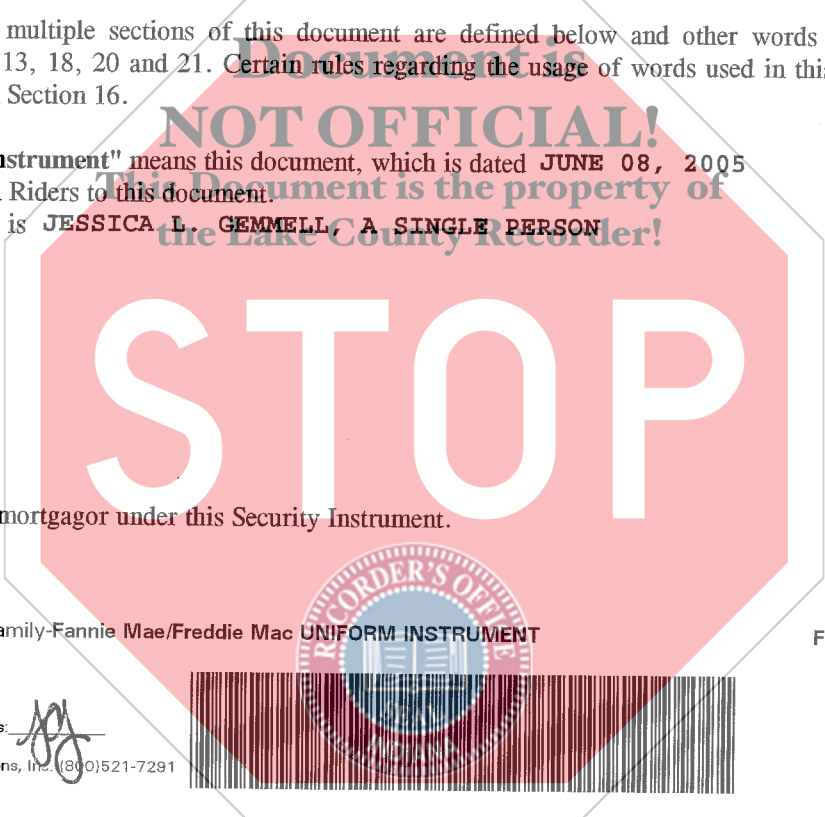 multiple sections of this document are defined below and other words
13, 18, 20 and 21. Certain rules regarding the usage of words used in this
Section 16.
Document is
NOT OFFICIAL!
nstrument" means this document, which is dated JUNE 08, 2005
Riders to this document.
This Document is the property of
is JESSICA L. GEMMELL, A SINGLE PERSON
the Lake County Recorder!
STOP
mortgagor under this Security Instrument.
RECORDER'S OFFICE
amily-Fannie Mae/Freddie Mac UNIFORM INSTRUMENT
F
SEAL
INDIANA
s:
ns, Inc. (800)521-7291